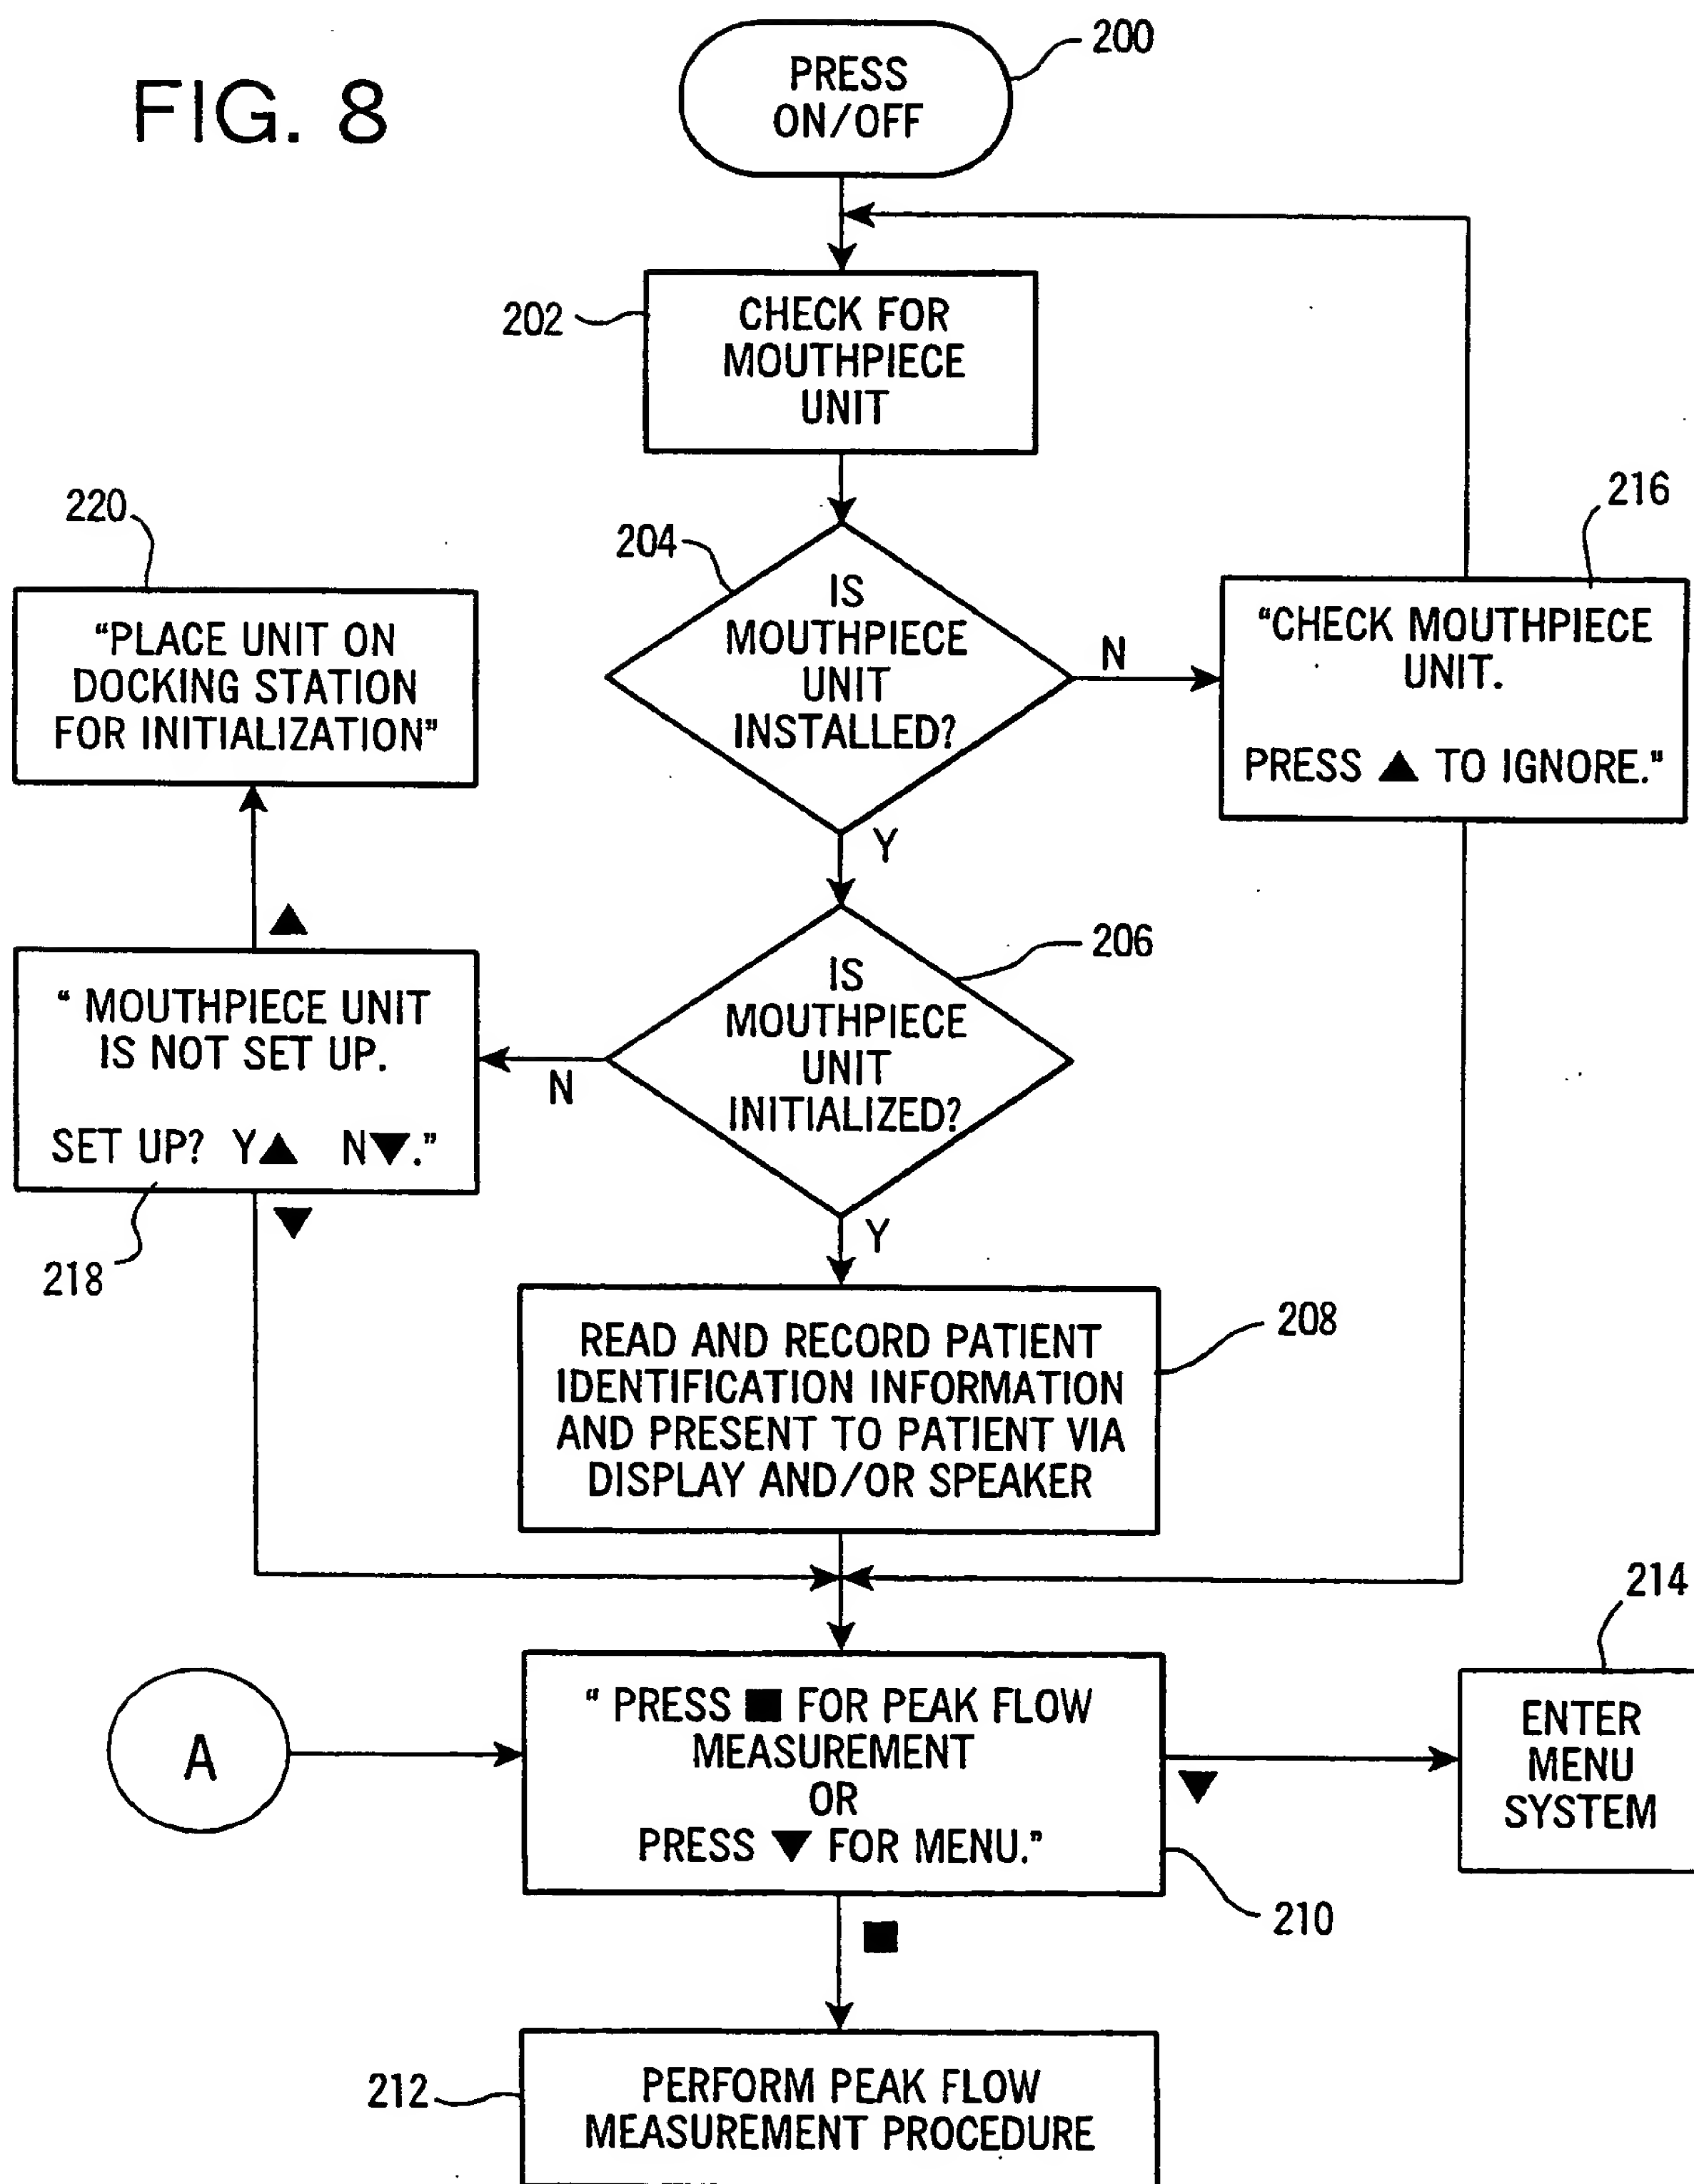 FIG. 8
200
PRESS
ON/OFF
202
CHECK FOR
MOUTHPIECE
UNIT
204
IS
MOUTHPIECE
UNIT
INSTALLED?
N
Y
216
“CHECK MOUTHPIECE
UNIT.
PRESS ▲ TO IGNORE.”
220
“PLACE UNIT ON
DOCKING STATION
FOR INITIALIZATION”
▲
206
IS
MOUTHPIECE
UNIT
INITIALIZED?
N
Y
“ MOUTHPIECE UNIT
IS NOT SET UP.
SET UP? Y▲ N▼.”
▼
218
208
READ AND RECORD PATIENT
IDENTIFICATION INFORMATION
AND PRESENT TO PATIENT VIA
DISPLAY AND/OR SPEAKER
A
“ PRESS ■ FOR PEAK FLOW
MEASUREMENT
OR
PRESS ▼ FOR MENU.”
210
▼
214
ENTER
MENU
SYSTEM
■
212
PERFORM PEAK FLOW
MEASUREMENT PROCEDURE